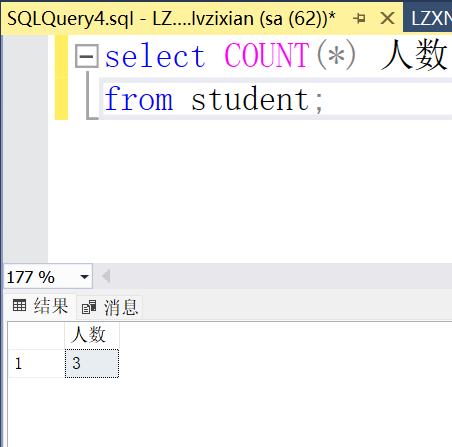 SQLQuery4.sql - LZ....lvzixian (sa (62))* LZXN
select COUNT(*) 人数
from student;
177 %
结果 消息
人数
1 3